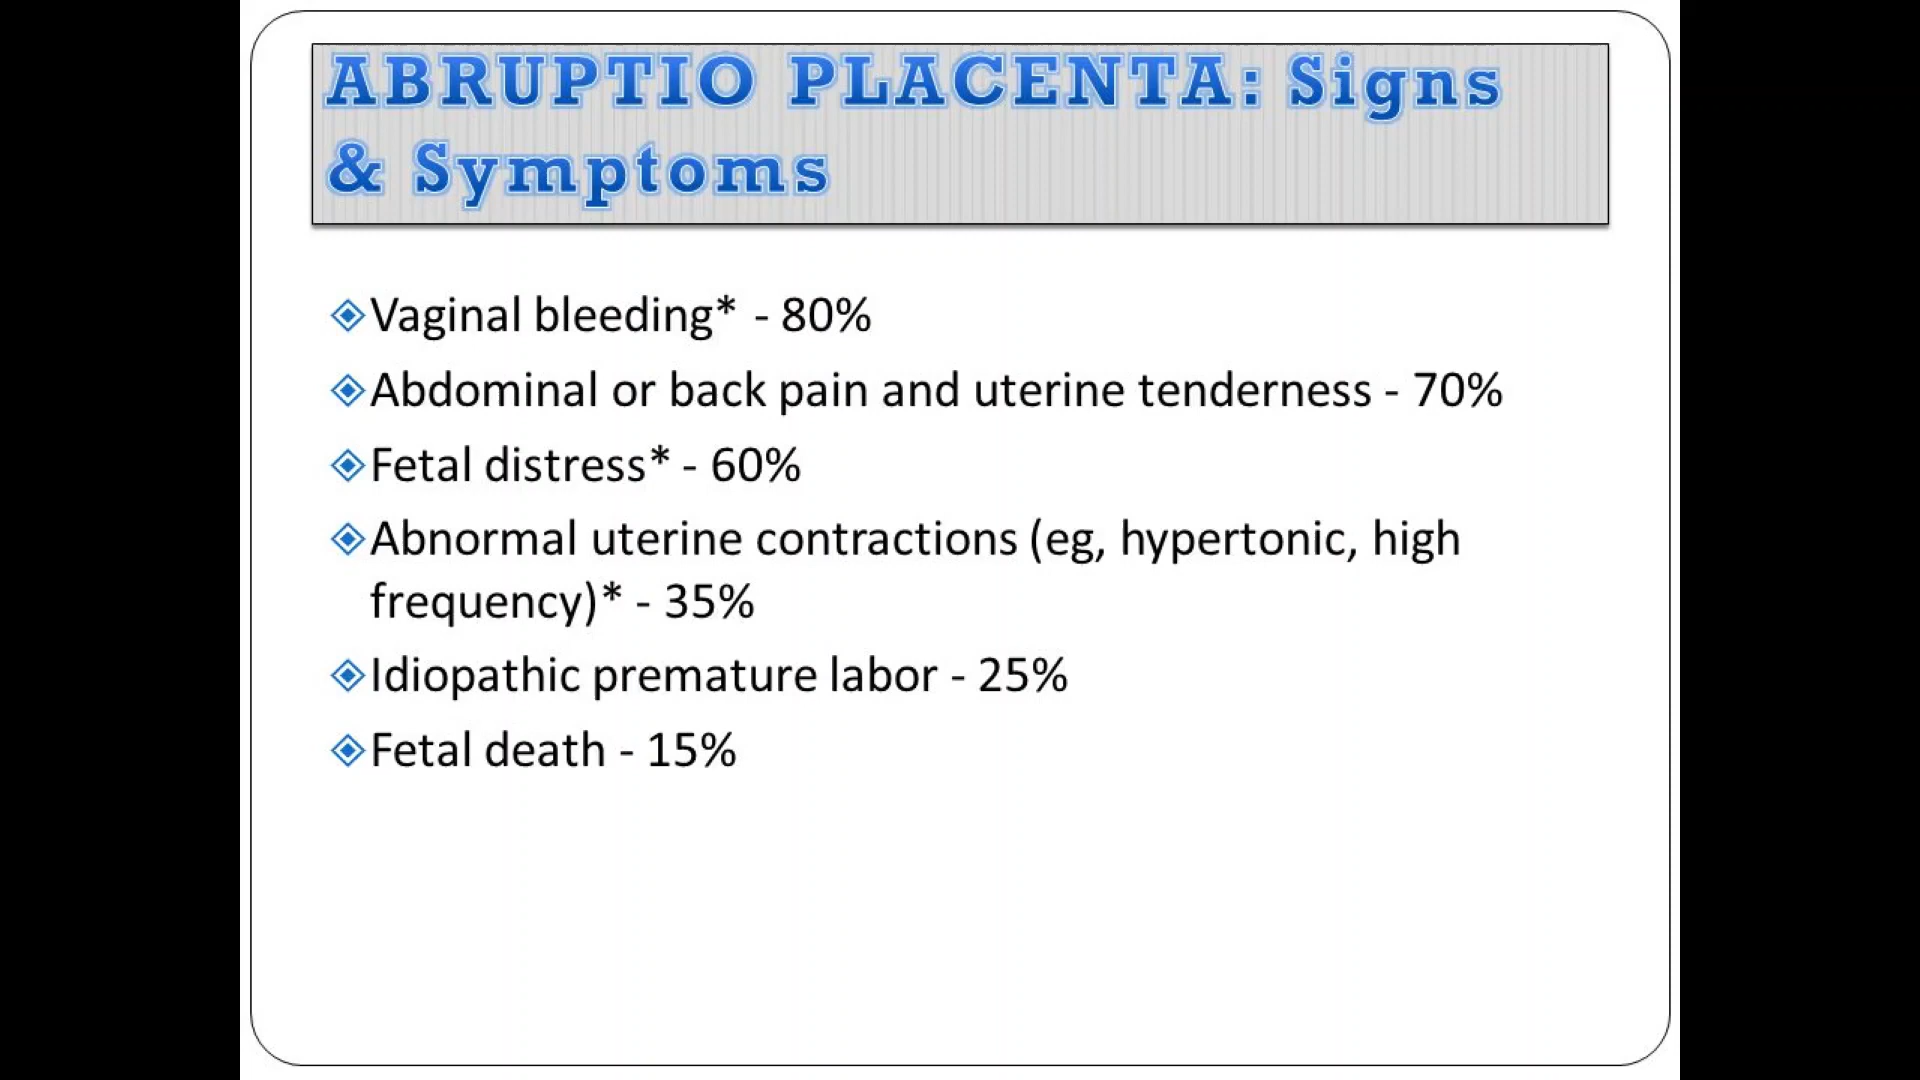 ABRUPTIO PLACENTA: Signs
& Symptoms
Vaginal bleeding* - 80%
Abdominal or back pain and uterine tenderness - 70%
Fetal distress* - 60%
Abnormal uterine contractions (eg, hypertonic, high
frequency)* - 35%
Idiopathic premature labor - 25%
Fetal death - 15%